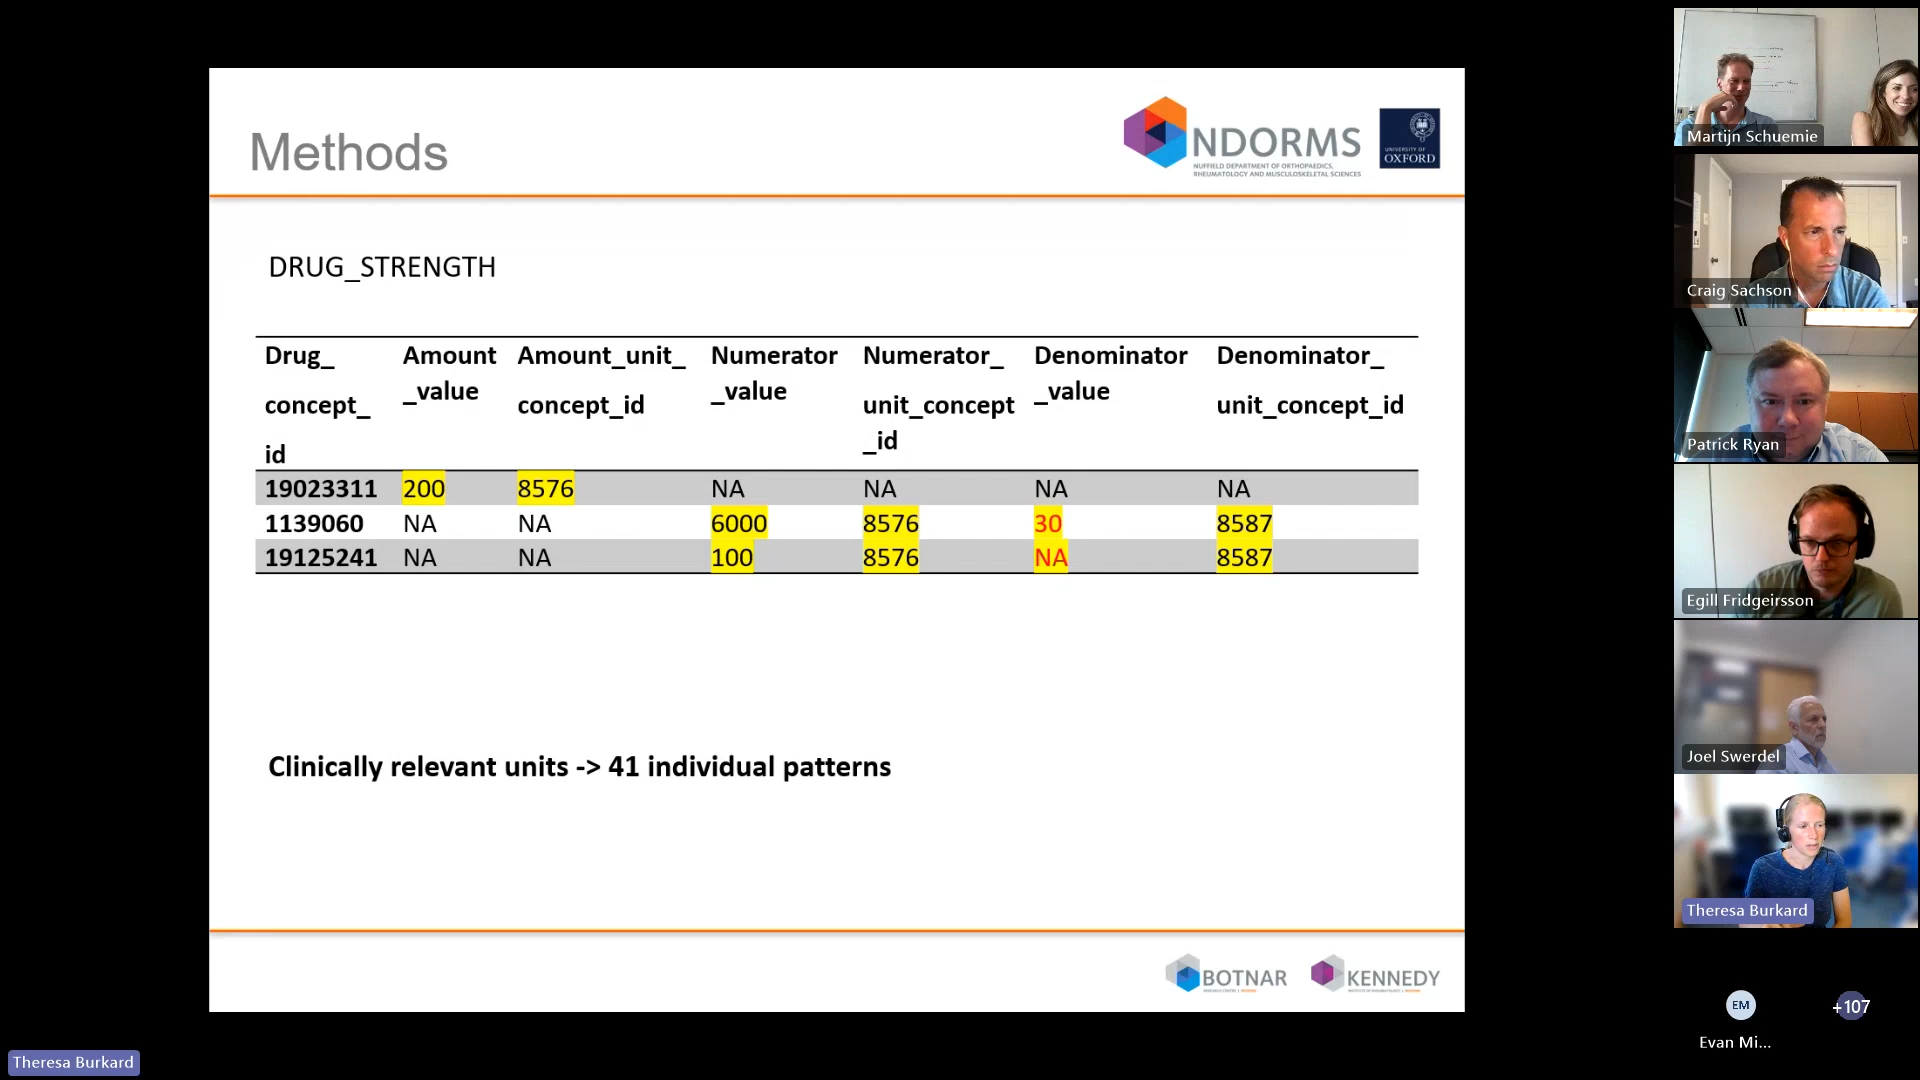 Methods
NDORMS
NUFFIELD DEPARTMENT OF ORTHOPAEDICS,
RHEUMATOLOGY AND MUSCULOSKELETAL SCIENCES
UNIVERSITY OF
OXFORD
DRUG_STRENGTH
Drug_ Amount Amount_unit_ Numerator Numerator_ Denominator Denominator_
concept_ _value concept_id _value unit_concept _value unit_concept_id
id _id
19023311 200 8576 NA NA NA NA
1139060 NA NA 6000 8576 30 8587
19125241 NA NA 100 8576 NA 8587
Clinically relevant units -> 41 individual patterns
BOTNAR
KENNEDY
Martijn Schuemie
Craig Sachson
Patrick Ryan
Egill Fridgeirsson
Joel Swerdel
Theresa Burkard
EM
+107
Evan Mi...
Theresa Burkard